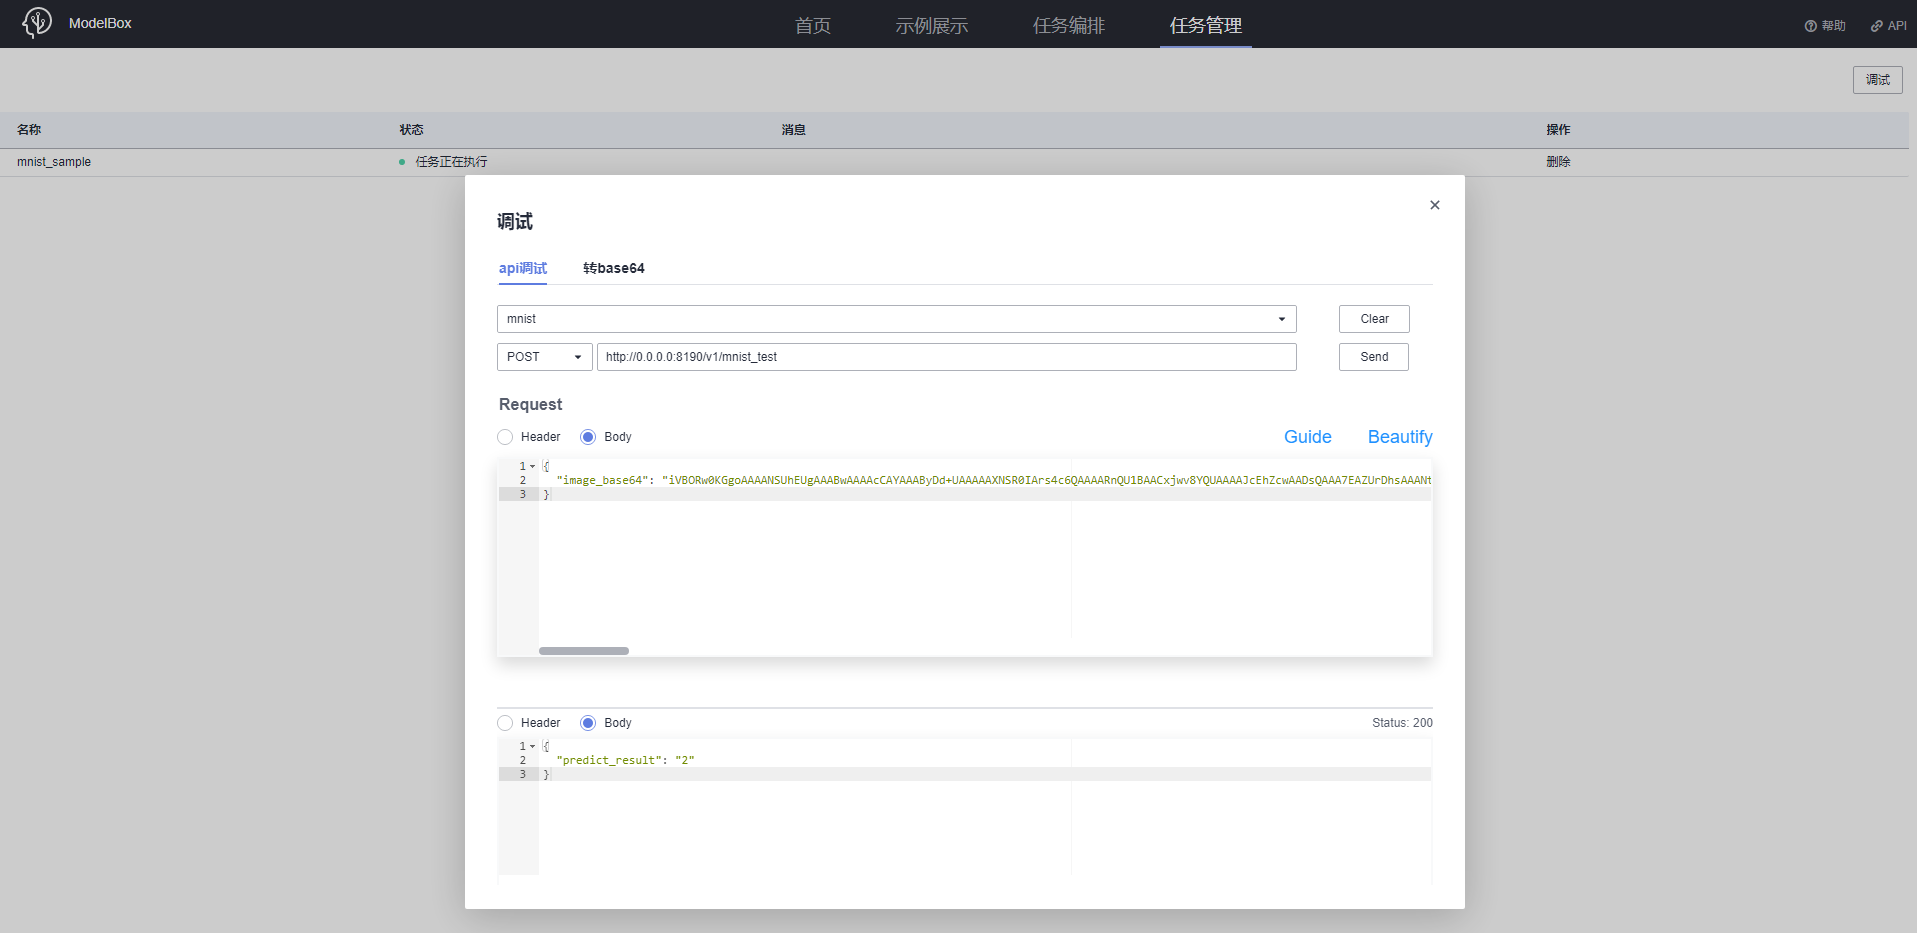 ModelBox 首页 示例展示 任务编排 任务管理 帮助 API
调试
名称 状态 消息 操作
mnist_sample 任务正在执行 删除
调试
api调试 转base64
mnist Clear
POST http://0.0.0.0:8190/v1/mnist_test Send
Request
Header Body Guide Beautify
1 {
2 "image_base64": "iVBORw0KGgoAAAANSUhEUgAAABwAAAAcCAYAAAByDd+UAAAAAXNSR0IArs4c6QAAAARnQU1BAACxjwv8YQUAAAAJcEhZcwAADsQAAA7EAZUrDhsAAANt
3 }
Header Body Status: 200
1 {
2 "predict_result": "2"
3 }